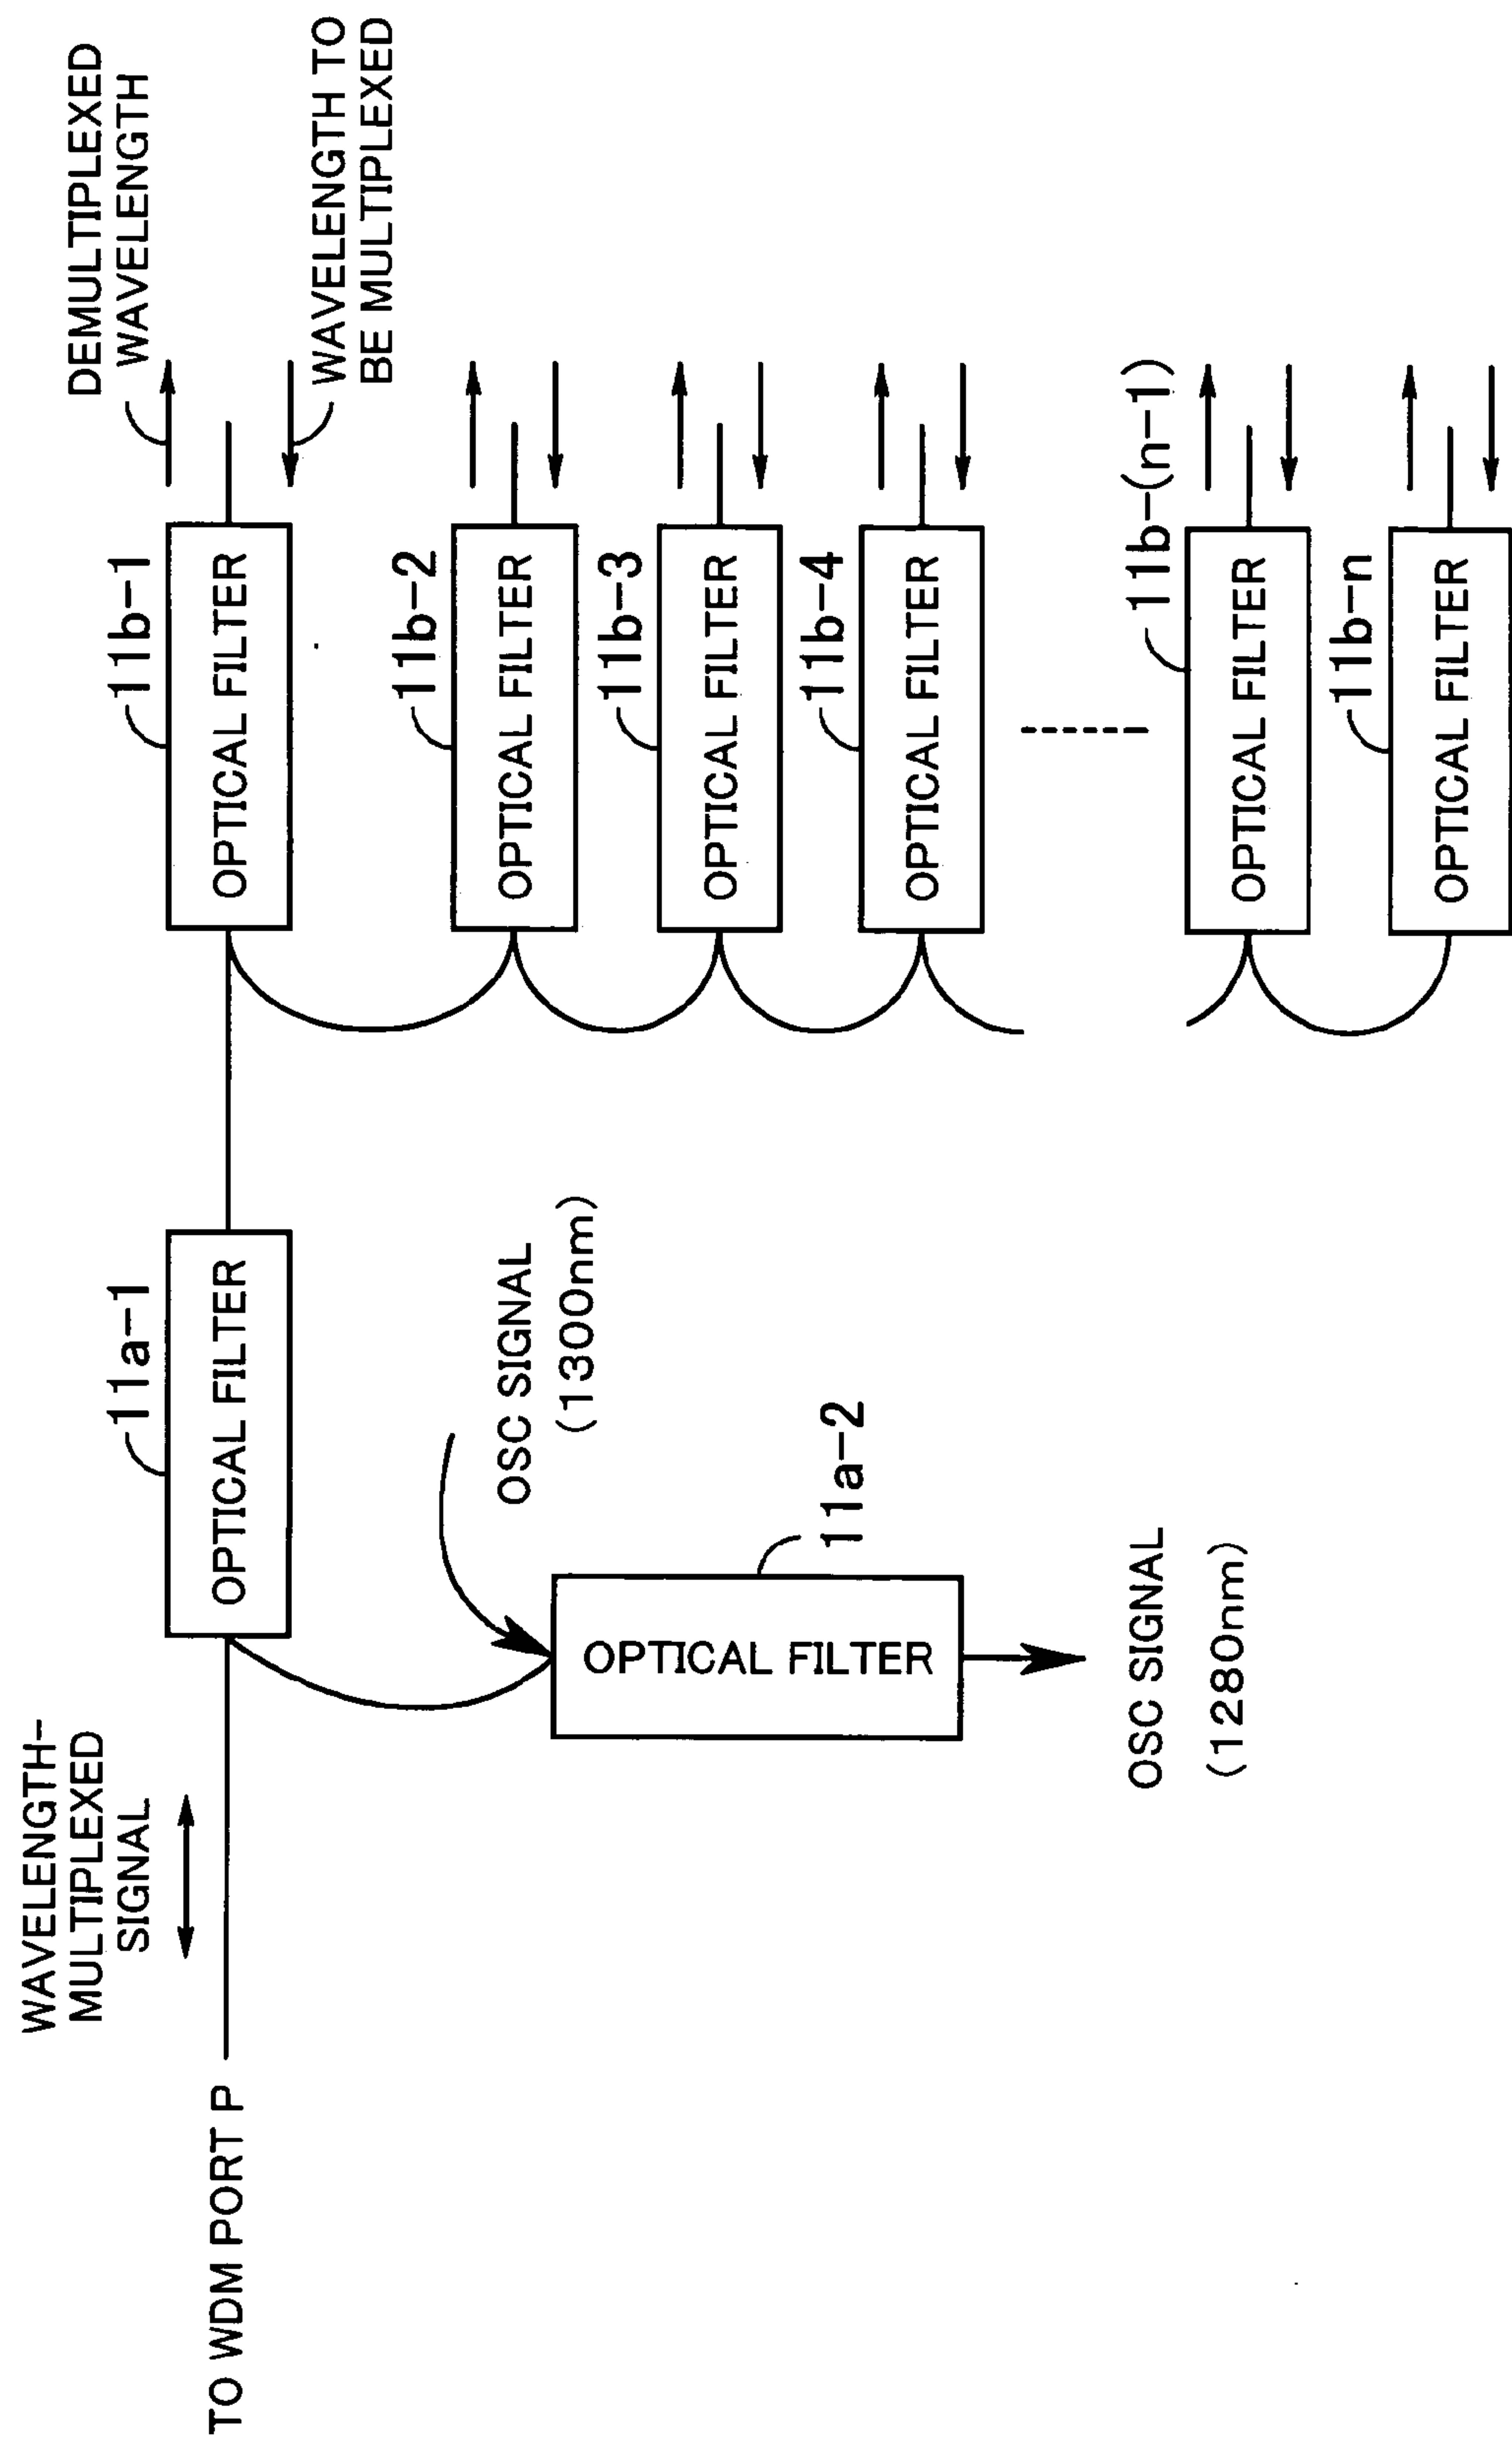 WAVELENGTH-
MULTIPLEXED
SIGNAL
TO WDM PORT P
11a-1
OPTICAL FILTER
OSC SIGNAL
(1300nm)
11a-2
OPTICAL FILTER
OSC SIGNAL
(1280nm)
DEMULTIPLEXED
WAVELENGTH
WAVELENGTH TO
BE MULTIPLEXED
11b-1
OPTICAL FILTER
11b-2
OPTICAL FILTER
11b-3
OPTICAL FILTER
11b-4
OPTICAL FILTER
11b-(n-1)
OPTICAL FILTER
11b-n
OPTICAL FILTER